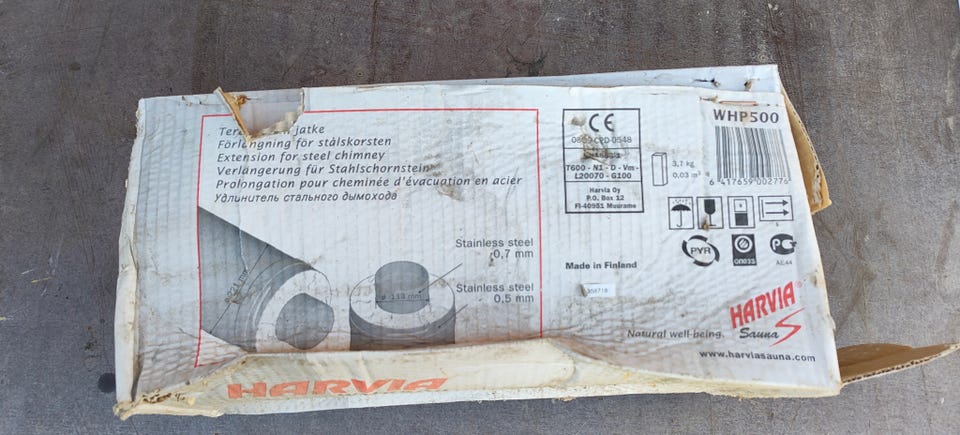 jatke
Förlängning för stålskorsten
Extension for steel chimney
Verlängerung für Stahlschornstein
Prolongation pour cheminée d'évacuation en acier
Удлинитель стального дымохода
Stainless steel
0,7 mm
Stainless steel
0.5 mm
CE
T600 - N1 - D - Vm -
L20070 - G100
Harvia Oy
P.O. Box 12
FI-40951 Muurame
WHP500
3,7 kg
0,03 m³
6 417659 002776
PYR
Made in Finland
HARVIA
Sauna
Natural well-being.
www.harviasauna.com
HARVIA